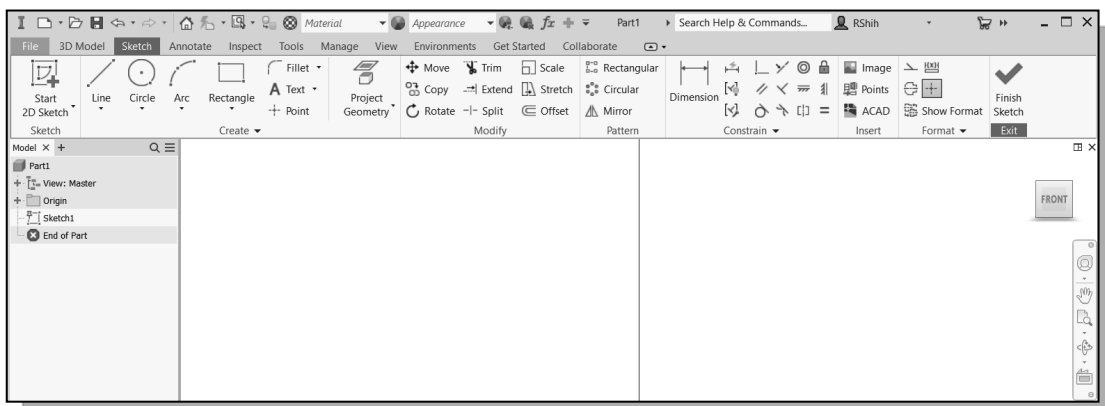 Material Appearance fx Part1 Search Help & Commands... RShih
File 3D Model Sketch Annotate Inspect Tools Manage View Environments Get Started Collaborate
Fillet Move Trim Scale Rectangular Image
Start 2D Sketch Line Circle Arc Rectangle A Text Project Geometry Copy Extend Stretch Circular Dimension Points Finish Sketch
Point Rotate Split Offset Mirror ACAD Show Format
Sketch Create Modify Pattern Constrain Insert Format Exit
Model
Part1
View: Master
Origin
Sketch1
End of Part
FRONT